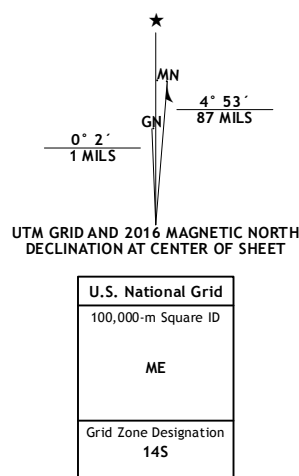 MN
GN
4° 53´
87 MILS
0° 2´
1 MILS
UTM GRID AND 2016 MAGNETIC NORTH
DECLINATION AT CENTER OF SHEET
U.S. National Grid
100,000-m Square ID
ME
Grid Zone Designation
14S